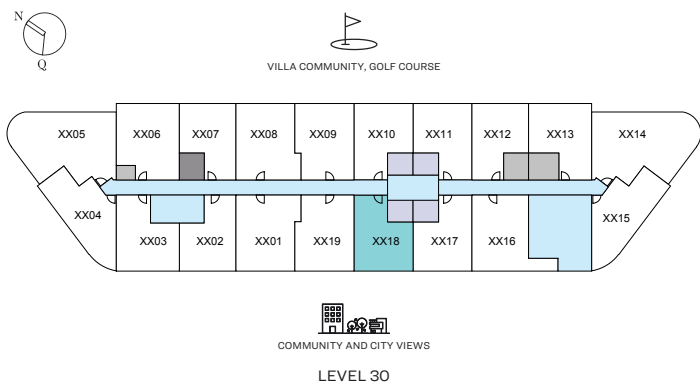 N
Q
VILLA COMMUNITY, GOLF COURSE
XX05 XX06 XX07 XX08 XX09 XX10 XX11 XX12 XX13 XX14
XX04 XX03 XX02 XX01 XX19 XX18 XX17 XX16 XX15
COMMUNITY AND CITY VIEWS
LEVEL 30